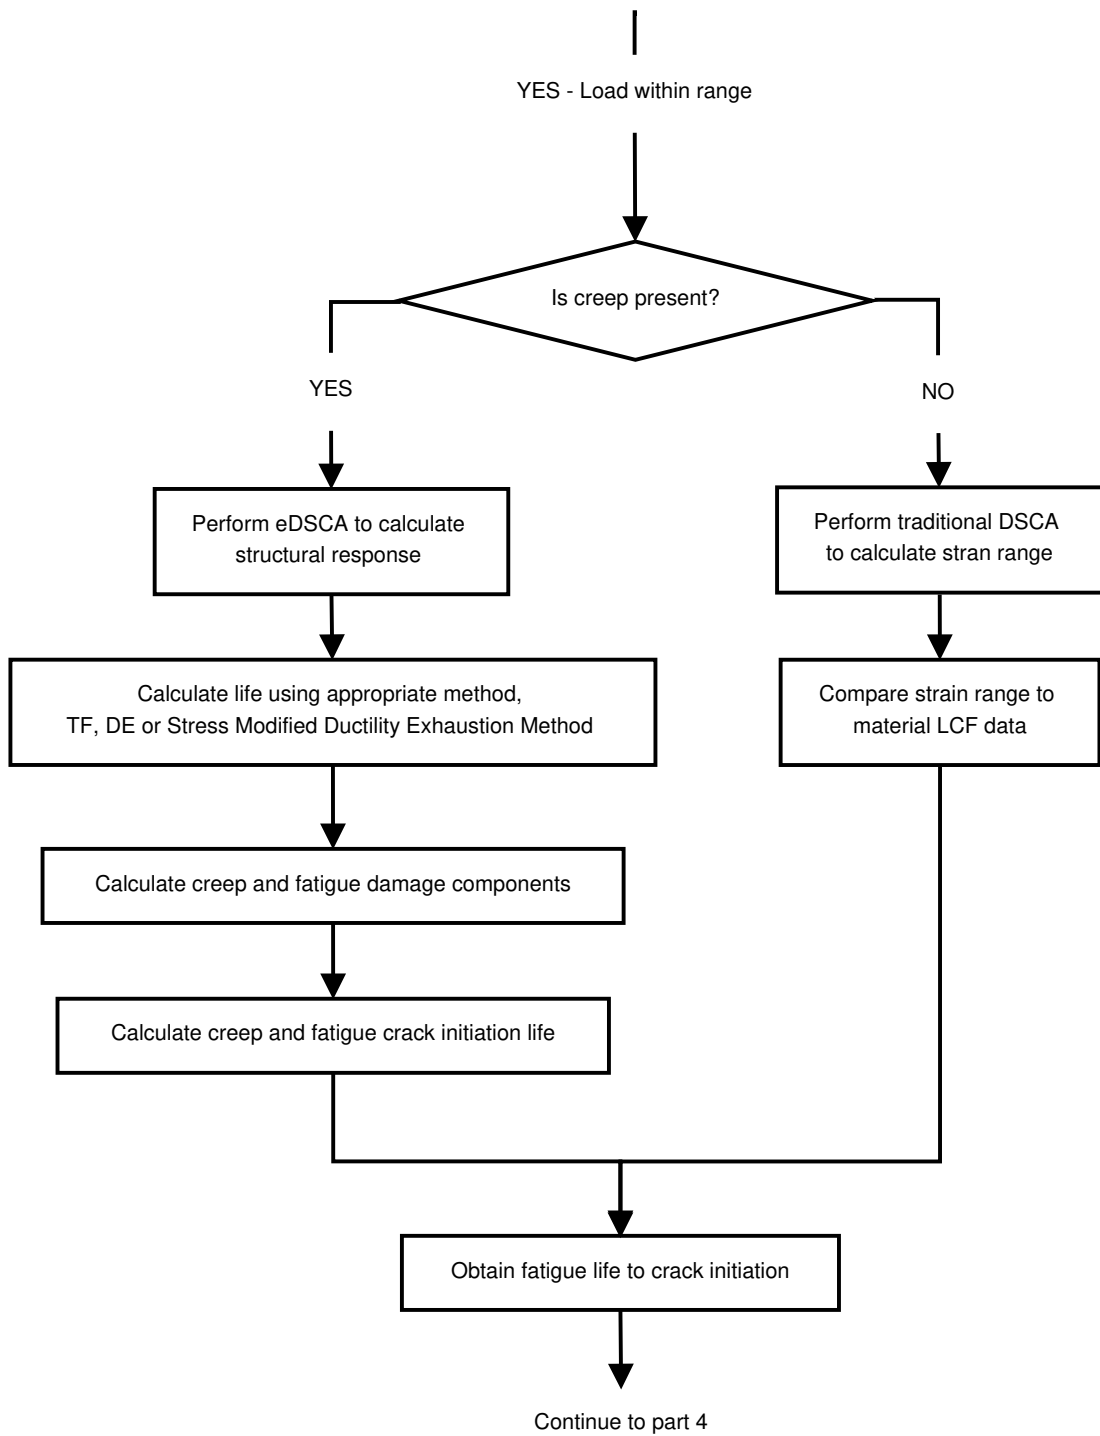 YES - Load within range
Is creep present?
YES
NO
Perform eDSCA to calculate
structural response
Perform traditional DSCA
to calculate stran range
Calculate life using appropriate method,
TF, DE or Stress Modified Ductility Exhaustion Method
Compare strain range to
material LCF data
Calculate creep and fatigue damage components
Calculate creep and fatigue crack initiation life
Obtain fatigue life to crack initiation
Continue to part 4